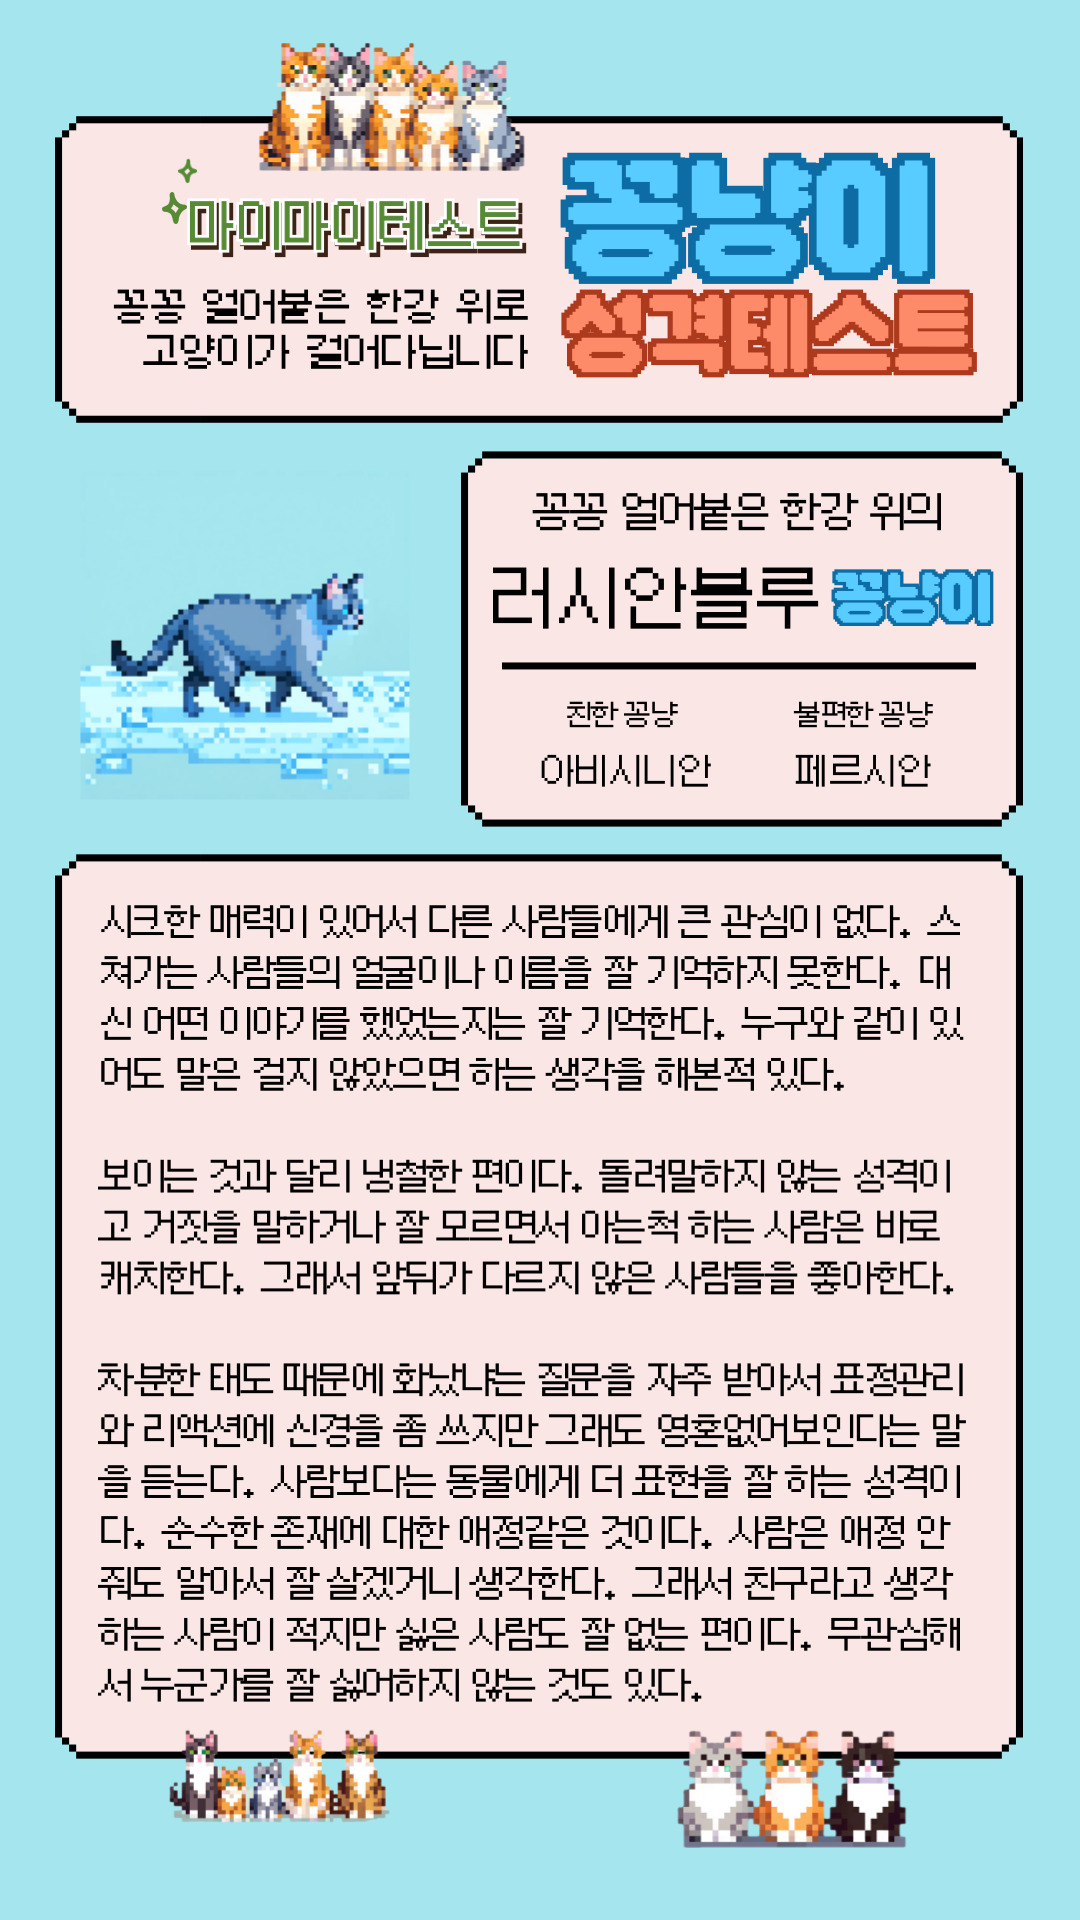 마이마이테스트
꽁꽁 얼어붙은 한강 위로
고양이가 걸어다닙니다
꽁냥이
성격테스트
꽁꽁 얼어붙은 한강 위의
러시안블루 꽁냥이
친한 꽁냥 불편한 꽁냥
아비시니안 페르시안
시크한 매력이 있어서 다른 사람들에게 큰 관심이 없다. 스
쳐가는 사람들의 얼굴이나 이름을 잘 기억하지 못한다. 대
신 어떤 이야기를 했었는지는 잘 기억한다. 누구와 같이 있
어도 말은 걸지 않았으면 하는 생각을 해본적 있다.
보이는 것과 달리 냉철한 편이다. 돌려말하지 않는 성격이
고 거짓을 말하거나 잘 모르면서 아는척 하는 사람은 바로
캐치한다. 그래서 앞뒤가 다르지 않은 사람들을 좋아한다.
차분한 태도 때문에 화났냐는 질문을 자주 받아서 표정관리
와 리액션에 신경을 좀 쓰지만 그래도 영혼없어보인다는 말
을 듣는다. 사람보다는 동물에게 더 표현을 잘 하는 성격이
다. 순수한 존재에 대한 애정같은 것이다. 사람은 애정 안
줘도 알아서 잘 살겠거니 생각한다. 그래서 친구라고 생각
하는 사람이 적지만 싫은 사람도 잘 없는 편이다. 무관심해
서 누군가를 잘 싫어하지 않는 것도 있다.